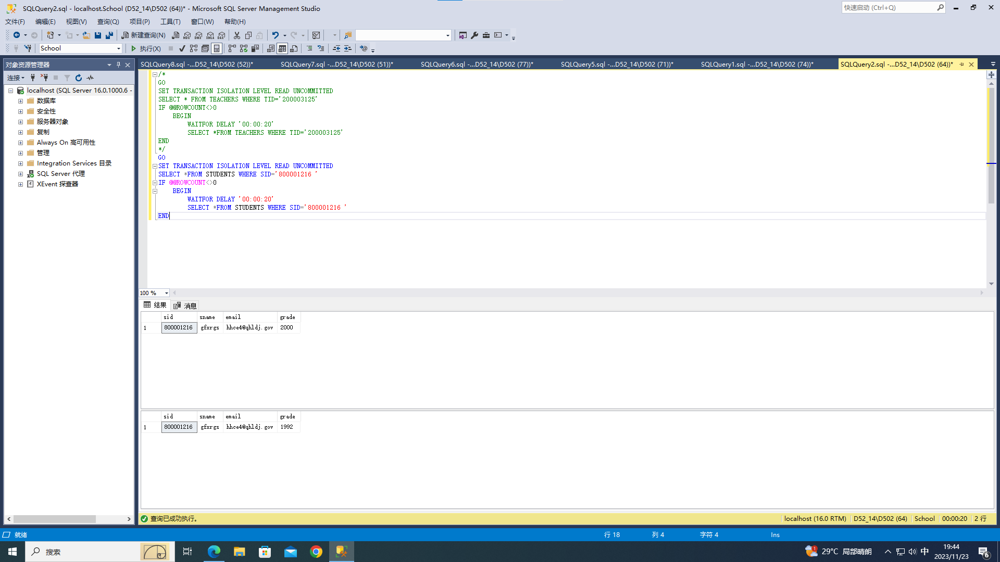 SQLQuery2.sql - localhost.School (D52_14\D502 (64))* - Microsoft SQL Server Management Studio
快速启动 (Ctrl+Q)
文件(F) 编辑(E) 视图(V) 查询(Q) 项目(P) 工具(T) 窗口(W) 帮助(H)
新建查询(N) MDX DMX XMLA DAX
School 执行(X)
对象资源管理器
SQLQuery8.sql -...D52_14\D502 (52))* SQLQuery7.sql -...D52_14\D502 (51))* SQLQuery6.sql -...D52_14\D502 (77))* SQLQuery5.sql -...D52_14\D502 (71))* SQLQuery1.sql -...D52_14\D502 (74))* SQLQuery2.sql -...D52_14\D502 (64))*
连接
localhost (SQL Server 16.0.1000.6 -
数据库
安全性
服务器对象
复制
Always On 高可用性
管理
Integration Services 目录
SQL Server 代理
XEvent 探查器
/*
GO
SET TRANSACTION ISOLATION LEVEL READ UNCOMMITTED
SELECT * FROM TEACHERS WHERE TID='200003125'
IF @@ROWCOUNT<>0
BEGIN
WAITFOR DELAY '00:00:20'
SELECT *FROM TEACHERS WHERE TID='200003125'
END
*/
GO
SET TRANSACTION ISOLATION LEVEL READ UNCOMMITTED
SELECT *FROM STUDENTS WHERE SID='800001216 '
IF @@ROWCOUNT<>0
BEGIN
WAITFOR DELAY '00:00:20'
SELECT *FROM STUDENTS WHERE SID='800001216 '
END
100 %
结果 消息
sid sname email grade
1 800001216 gfxrgs hhce4@qhldj.gov 2000
sid sname email grade
1 800001216 gfxrgs hhce4@qhldj.gov 1992
查询已成功执行。 localhost (16.0 RTM) D52_14\D502 (64) School 00:00:20 2 行
就绪 行 18 列 4 字符 4 Ins
搜索 1 29°C 局部晴朗 中 19:44
2023/11/23 6